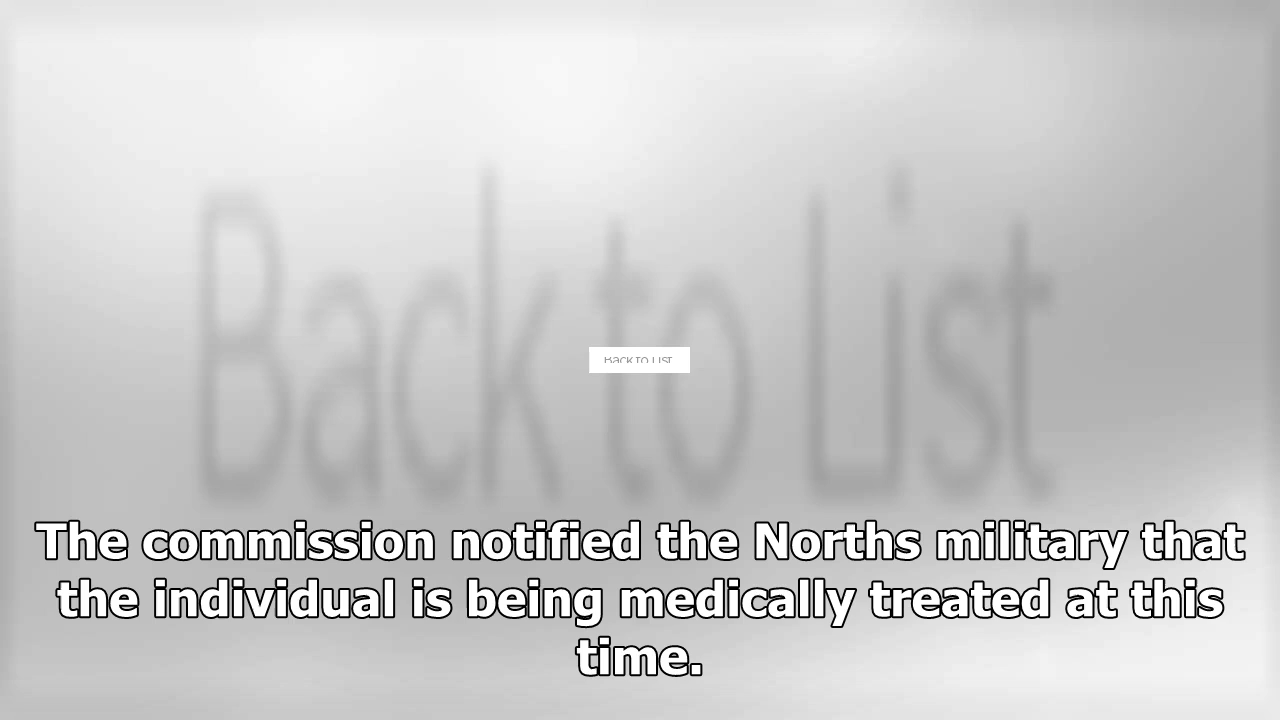 Back to List
Back to List
The commission notified the Norths military that
the individual is being medically treated at this
time.